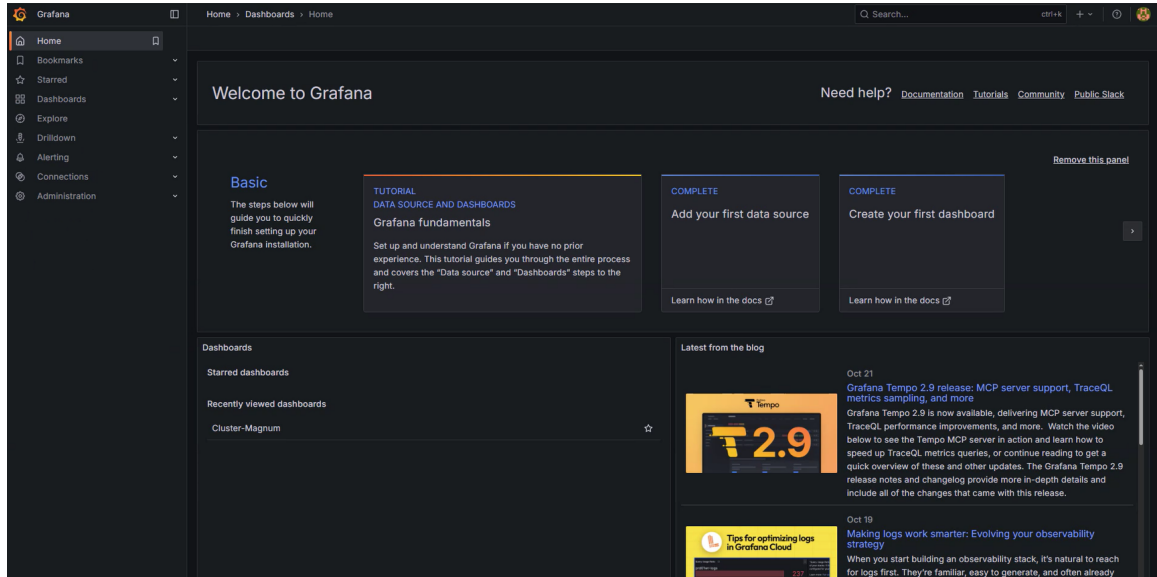 Grafana
Home › Dashboards › Home
Search...
ctrl+k
Home
Bookmarks
Starred
Dashboards
Explore
Drilldown
Alerting
Connections
Administration
Welcome to Grafana
Need help? Documentation Tutorials Community Public Slack
Remove this panel
Basic
The steps below will
guide you to quickly
finish setting up your
Grafana installation.
TUTORIAL
DATA SOURCE AND DASHBOARDS
Grafana fundamentals
Set up and understand Grafana if you have no prior
experience. This tutorial guides you through the entire process
and covers the “Data source” and “Dashboards” steps to the
right.
COMPLETE
Add your first data source
Learn how in the docs
COMPLETE
Create your first dashboard
Learn how in the docs
Dashboards
Starred dashboards
Recently viewed dashboards
Cluster-Magnum
Latest from the blog
Tempo
2.9
Oct 21
Grafana Tempo 2.9 release: MCP server support, TraceQL
metrics sampling, and more
Grafana Tempo 2.9 is now available, delivering MCP server support,
TraceQL performance improvements, and more. Watch the video
below to see the Tempo MCP server in action and learn how to
speed up TraceQL metrics queries, or continue reading to get a
quick overview of these and other updates. The Grafana Tempo 2.9
release notes and changelog provide more in-depth details and
include all of the changes that came with this release.
Tips for optimizing logs
in Grafana Cloud
237
Oct 19
Making logs work smarter: Evolving your observability
strategy
When you start building an observability stack, it's natural to reach
for logs first. They're familiar, easy to generate, and often already